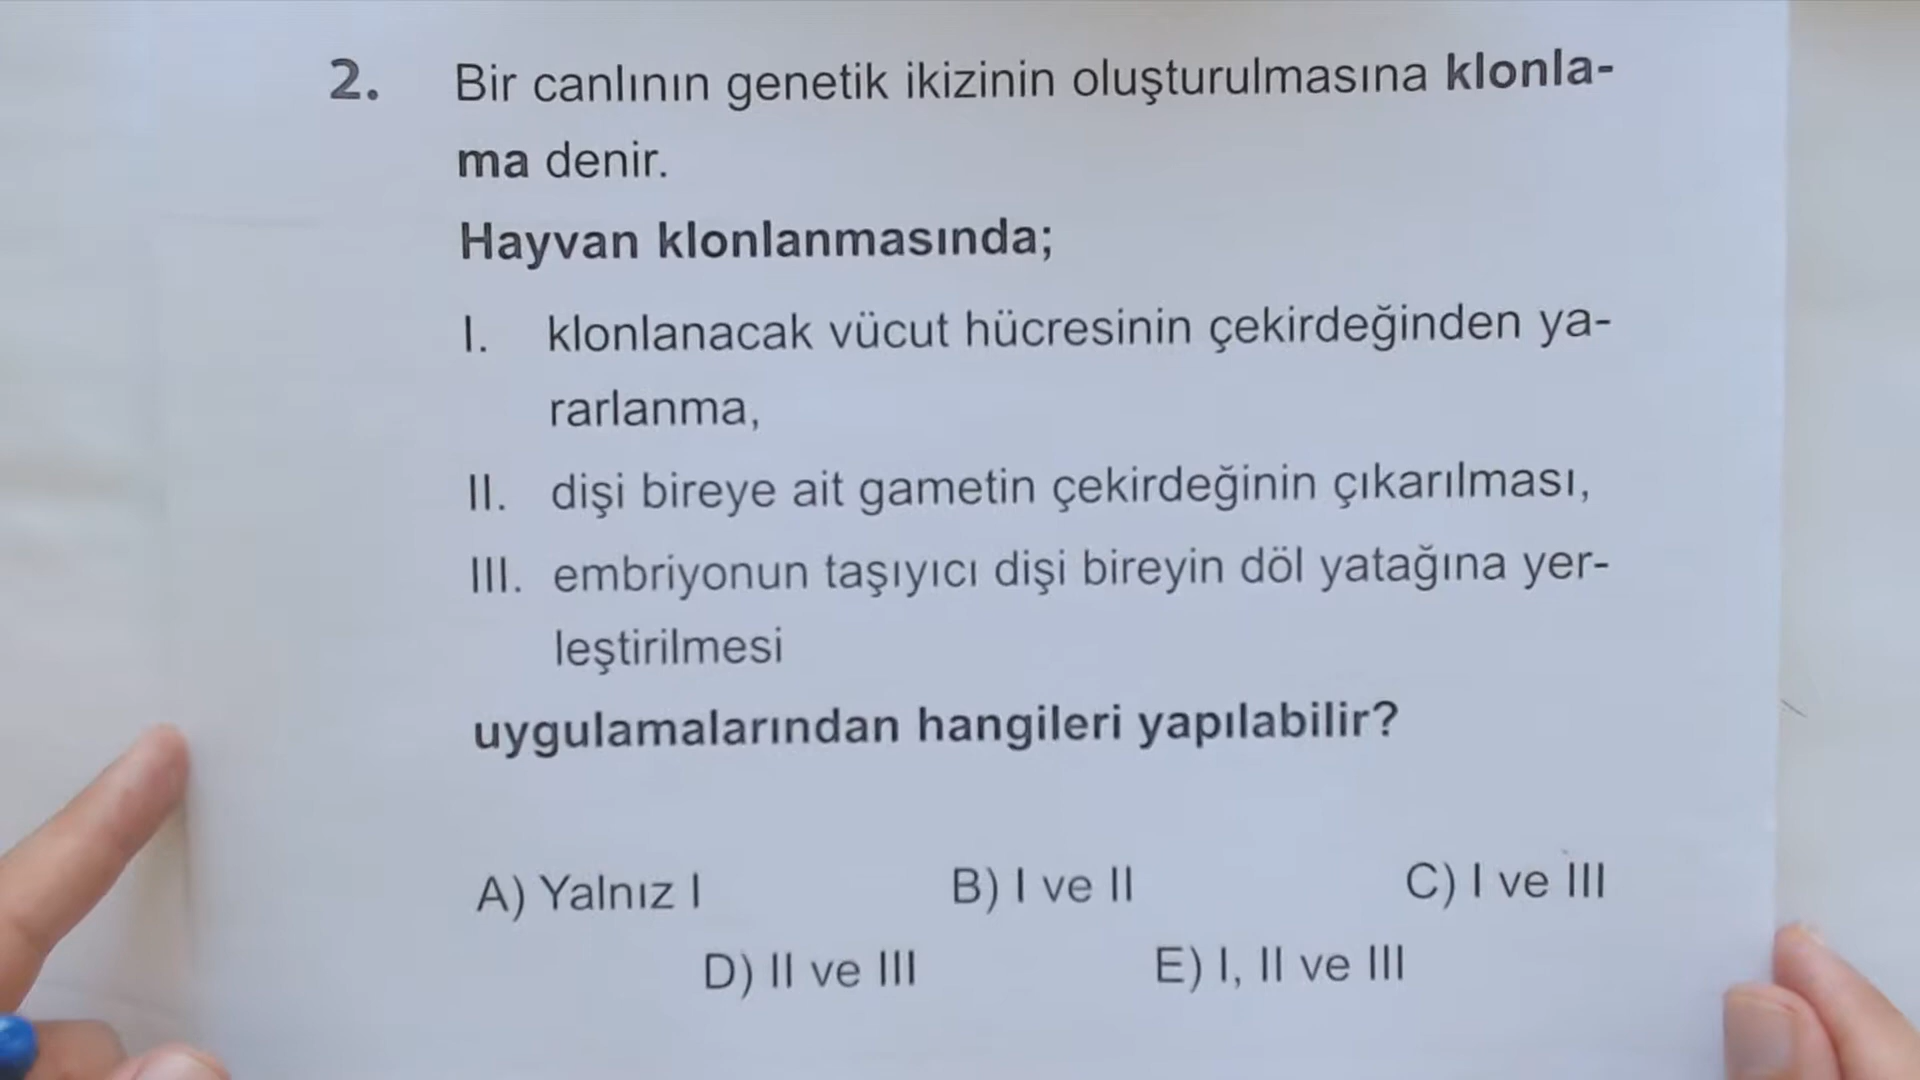 2. Bir canlının genetik ikizinin oluşturulmasına klonla-
ma denir.
Hayvan klonlanmasında;
I. klonlanacak vücut hücresinin çekirdeğinden ya-
rarlanma,
II. dişi bireye ait gametin çekirdeğinin çıkarılması,
III. embriyonun taşıyıcı dişi bireyin döl yatağına yer-
leştirilmesi
uygulamalarından hangileri yapılabilir?
A) Yalnız I B) I ve II C) I ve III
D) II ve III E) I, II ve III